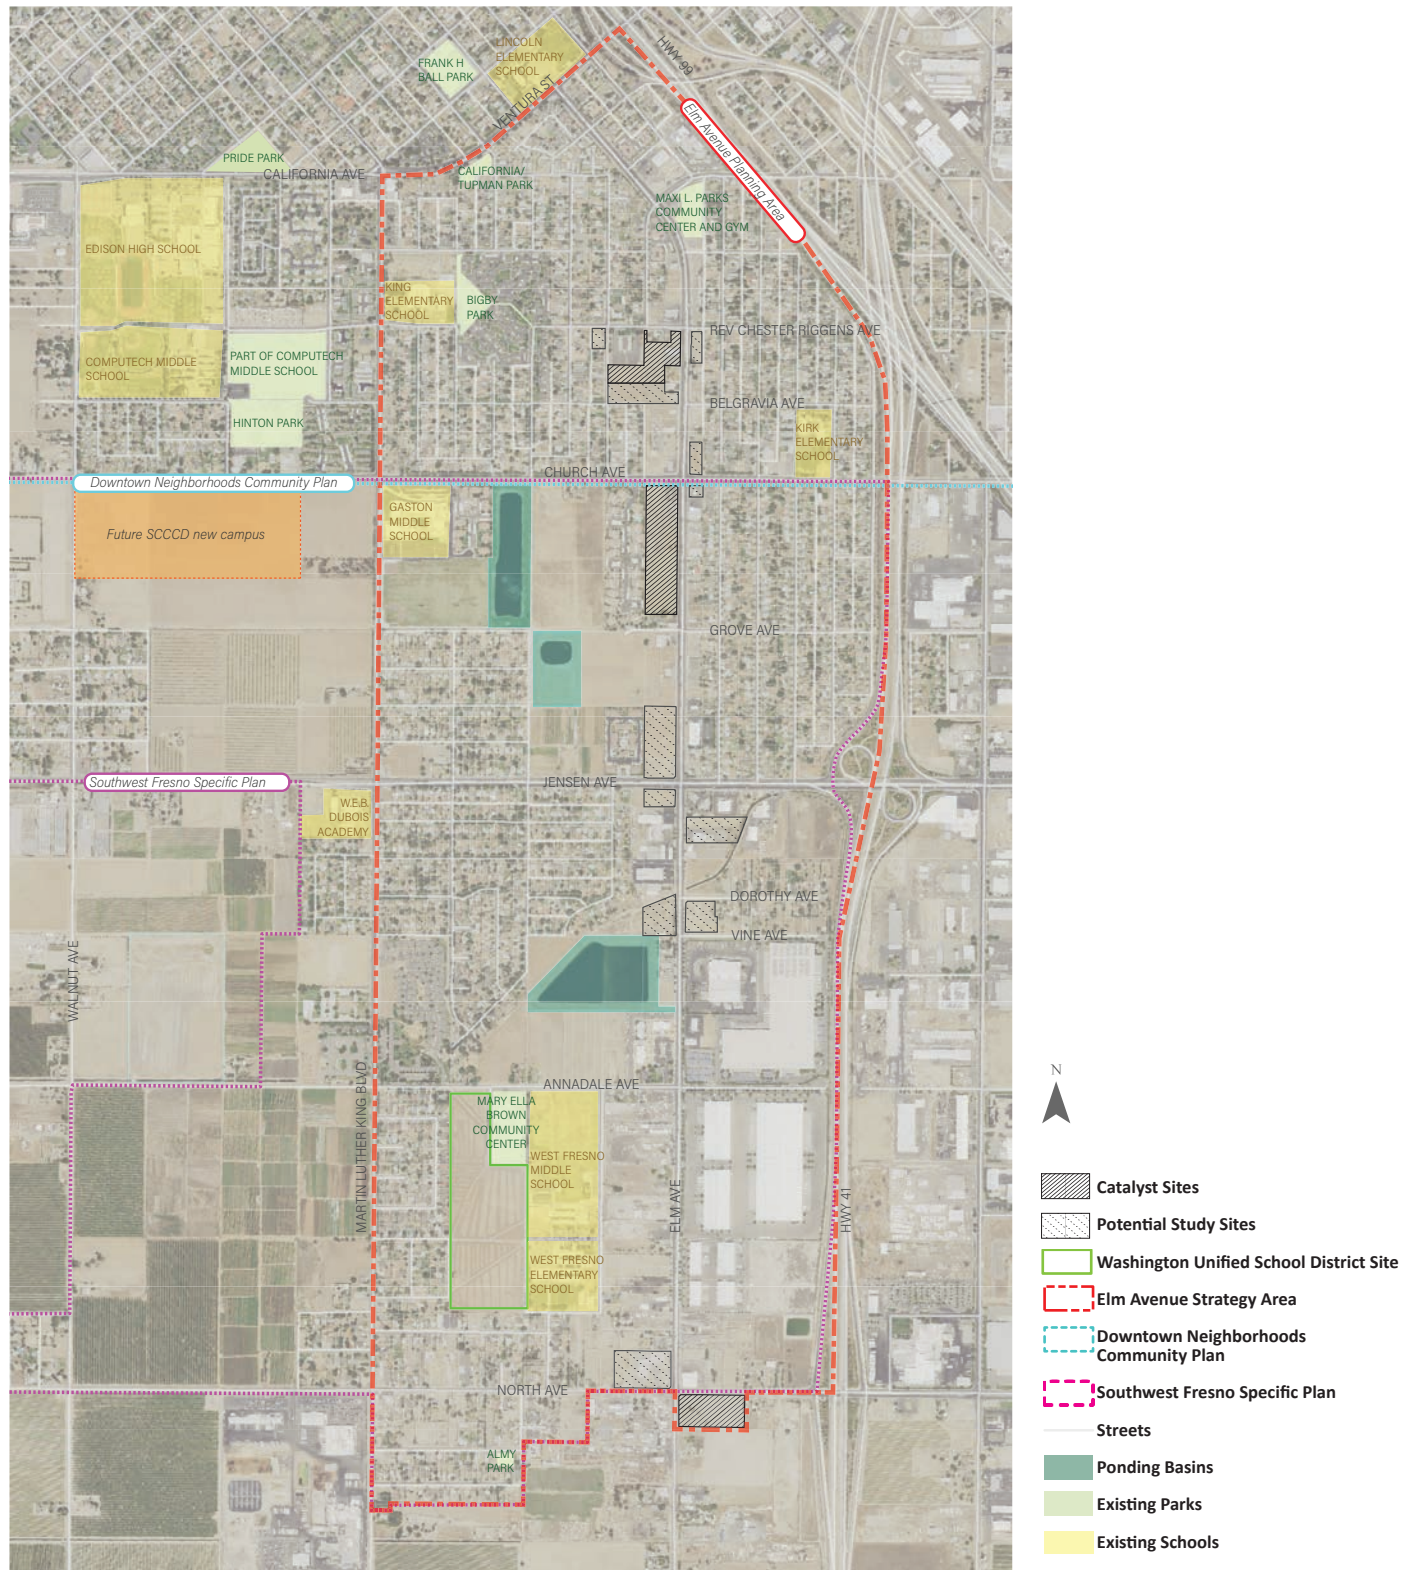 LINCOLN
ELEMENTARY
SCHOOL
FRANK H
BALL PARK
HWY 99
VENTURA ST
Elm Avenue Planning Area
PRIDE PARK
CALIFORNIA AVE
CALIFORNIA/
TUPMAN PARK
MAXI L. PARKS
COMMUNITY
CENTER AND GYM
EDISON HIGH SCHOOL
KING
ELEMENTARY
SCHOOL
BIGBY
PARK
REV CHESTER RIGGENS AVE
COMPUTECH MIDDLE
SCHOOL
PART OF COMPUTECH
MIDDLE SCHOOL
HINTON PARK
BELGRAVIA AVE
KIRK
ELEMENTARY
SCHOOL
CHURCH AVE
Downtown Neighborhoods Community Plan
Future SCCCD new campus
GASTON
MIDDLE
SCHOOL
GROVE AVE
Southwest Fresno Specific Plan
JENSEN AVE
W.E.B.
DUBOIS
ACADEMY
DOROTHY AVE
VINE AVE
WALNUT AVE
MARTIN LUTHER KING BLVD
ANNADALE AVE
MARY ELLA
BROWN
COMMUNITY
CENTER
WEST FRESNO
MIDDLE
SCHOOL
ELM AVE
HWY 41
WEST FRESNO
ELEMENTARY
SCHOOL
NORTH AVE
ALMY
PARK
N
Catalyst Sites
Potential Study Sites
Washington Unified School District Site
Elm Avenue Strategy Area
Downtown Neighborhoods
Community Plan
Southwest Fresno Specific Plan
Streets
Ponding Basins
Existing Parks
Existing Schools